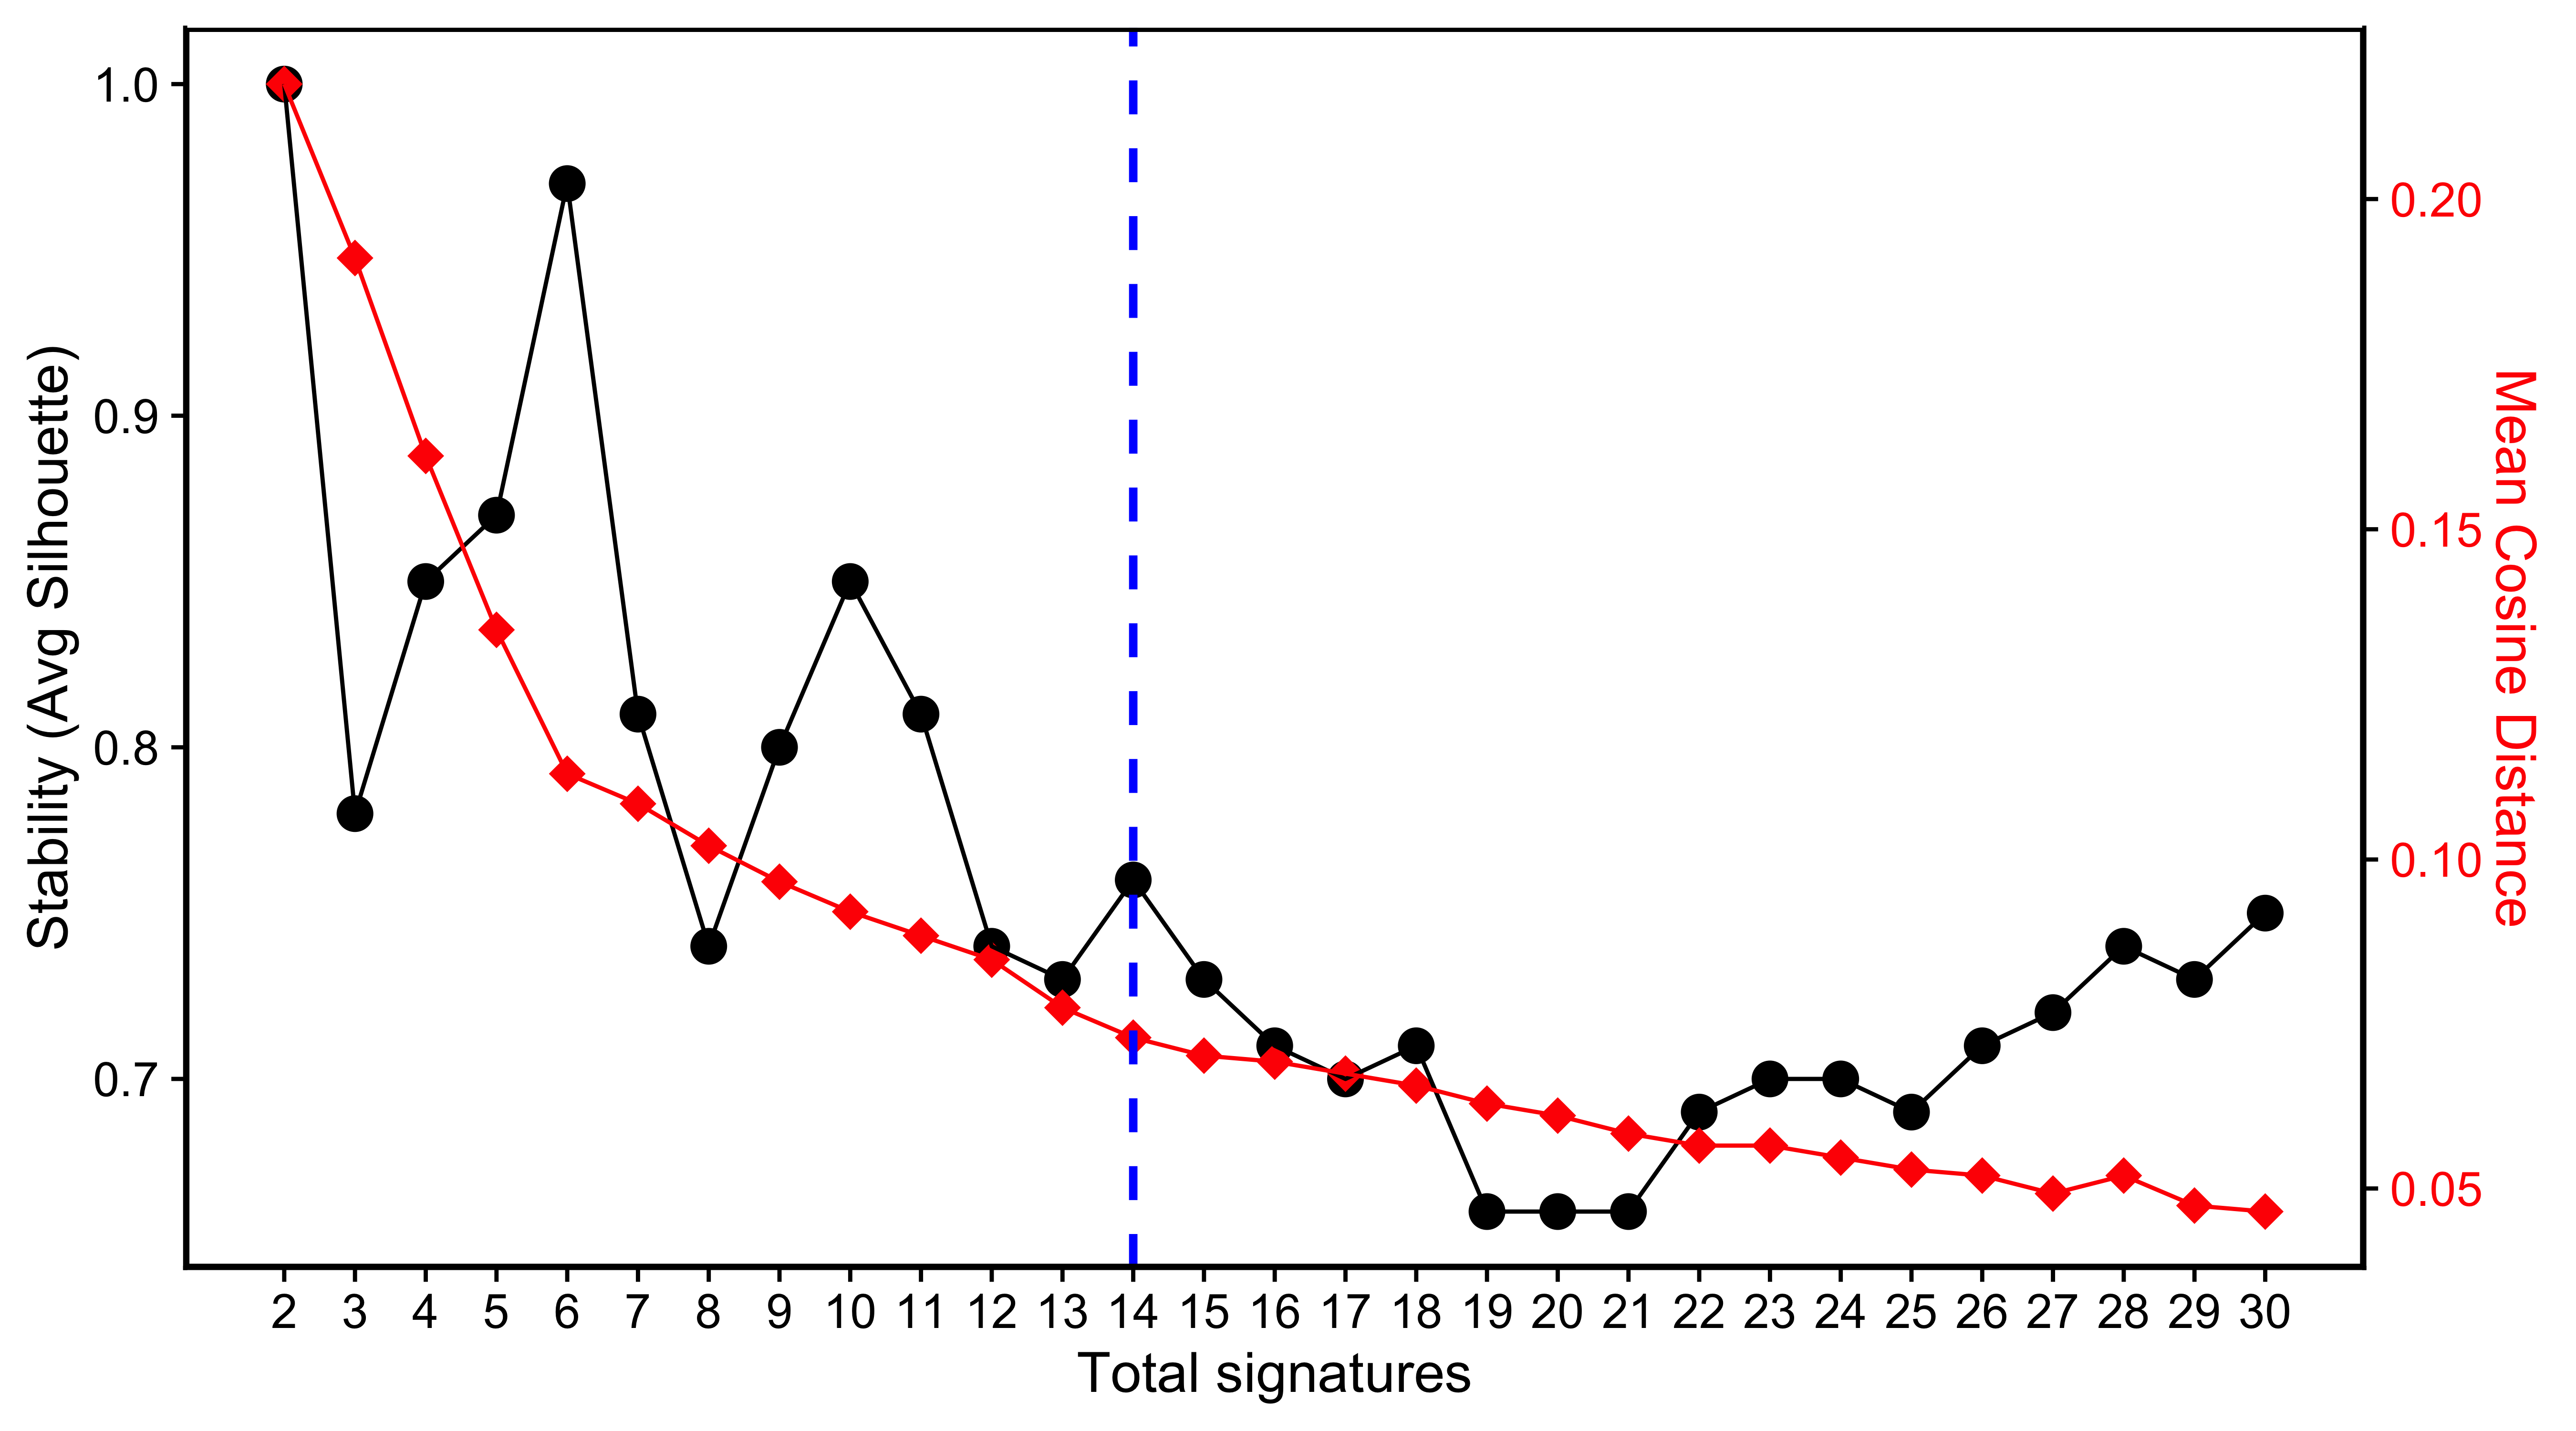 Stability (Avg Silhouette)
1.0
0.9
0.8
0.7
0.20
0.15
0.10
0.05
Mean Cosine Distance
2 3 4 5 6 7 8 9 10 11 12 13 14 15 16 17 18 19 20 21 22 23 24 25 26 27 28 29 30
Total signatures